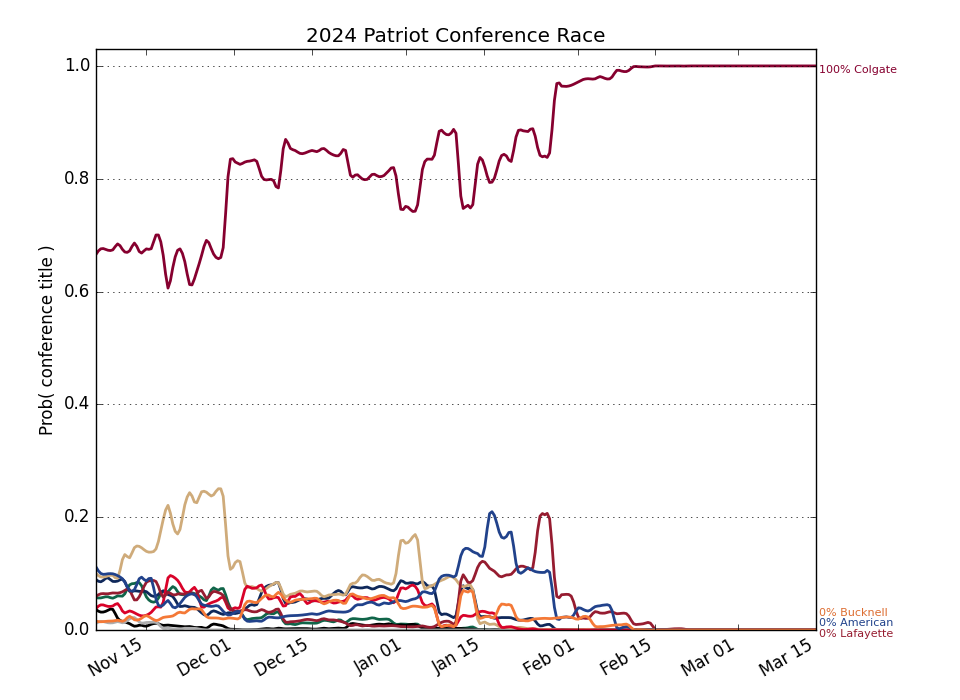 2024 Patriot Conference Race
Prob( conference title )
1.0
0.8
0.6
0.4
0.2
0.0
Nov 15
Dec 01
Dec 15
Jan 01
Jan 15
Feb 01
Feb 15
Mar 01
Mar 15
100% Colgate
0% Bucknell
0% American
0% Lafayette